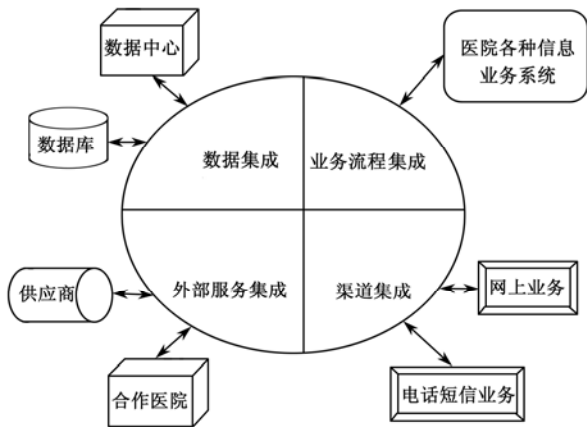 数据中心
医院各种信息
业务系统
数据库
数据集成
业务流程集成
供应商
外部服务集成
渠道集成
网上业务
合作医院
电话短信业务